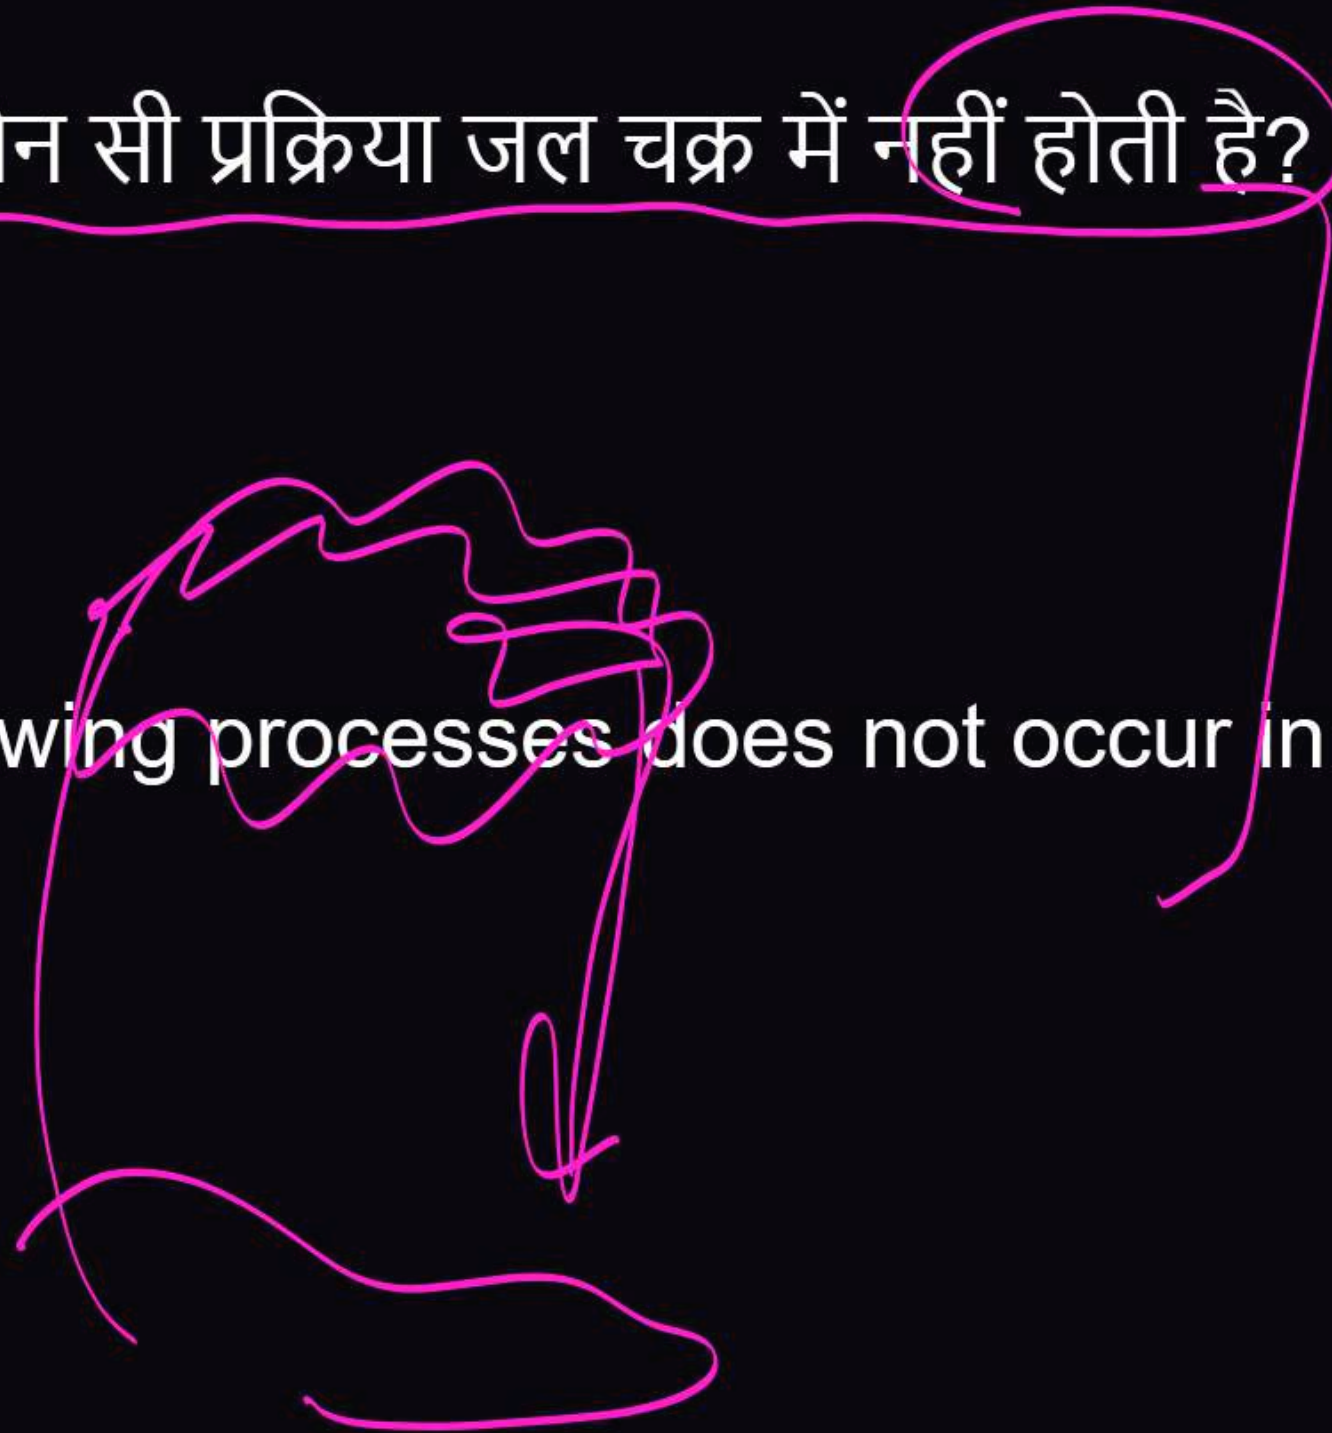 न सी प्रक्रिया जल चक्र में नहीं होती है?
wing processes does not occur in